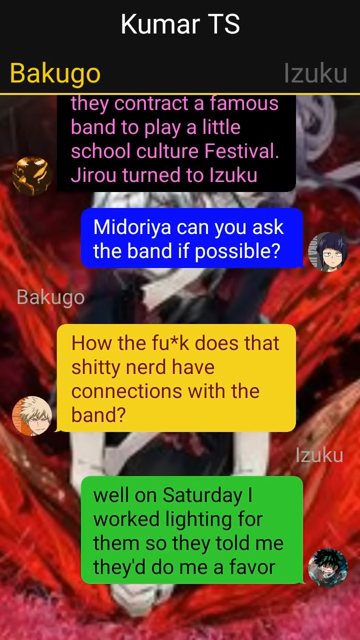 Kumar TS
Bakugo
Izuku
they contract a famous
band to play a little
school culture Festival.
Jirou turned to Izuku
Midoriya can you ask
the band if possible?
Bakugo
How the fu*k does that
shitty nerd have
connections with the
band?
Izuku
well on Saturday I
worked lighting for
them so they told me
they'd do me a favor